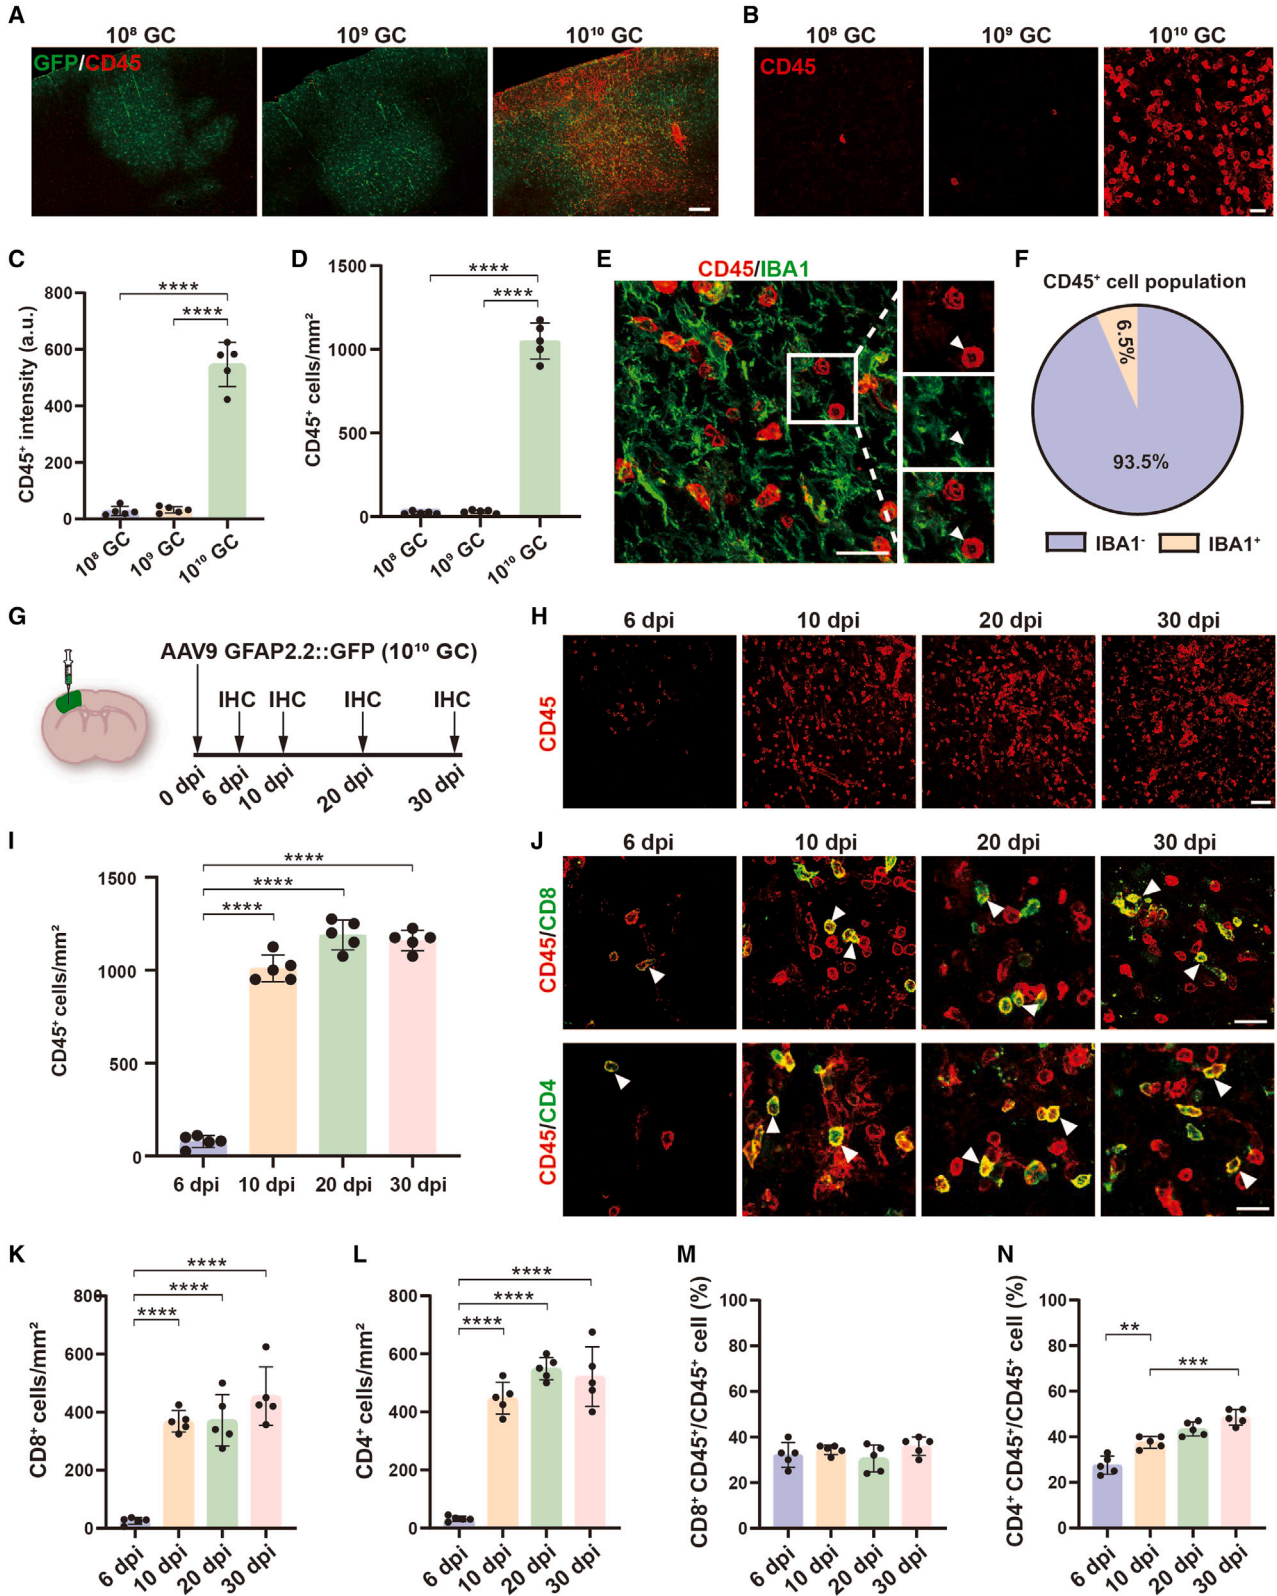 A
10⁸ GC
10⁹ GC
10¹⁰ GC
GFP/CD45
B
10⁸ GC
10⁹ GC
10¹⁰ GC
CD45
C
CD45⁺ intensity (a.u.)
800
600
400
200
0
****
****
10⁸ GC
10⁹ GC
10¹⁰ GC
D
CD45⁺ cells/mm²
1500
1000
500
0
****
****
10⁸ GC
10⁹ GC
10¹⁰ GC
E
CD45/IBA1
F
CD45⁺ cell population
6.5%
93.5%
IBA1⁻
IBA1⁺
G
AAV9 GFAP2.2::GFP (10¹⁰ GC)
IHC IHC IHC IHC
0 dpi
6 dpi
10 dpi
20 dpi
30 dpi
H
6 dpi
10 dpi
20 dpi
30 dpi
CD45
I
CD45⁺ cells/mm²
1500
1000
500
0
****
****
****
6 dpi
10 dpi
20 dpi
30 dpi
J
6 dpi
10 dpi
20 dpi
30 dpi
CD45/CD8
CD45/CD4
K
CD8⁺ cells/mm²
800
600
400
200
0
****
****
****
6 dpi
10 dpi
20 dpi
30 dpi
L
CD4⁺ cells/mm²
800
600
400
200
0
****
****
****
6 dpi
10 dpi
20 dpi
30 dpi
M
CD8⁺ CD45⁺/CD45⁺ cell (%)
100
80
60
40
20
0
6 dpi
10 dpi
20 dpi
30 dpi
N
CD4⁺ CD45⁺/CD45⁺ cell (%)
100
80
60
40
20
0
**
***
6 dpi
10 dpi
20 dpi
30 dpi